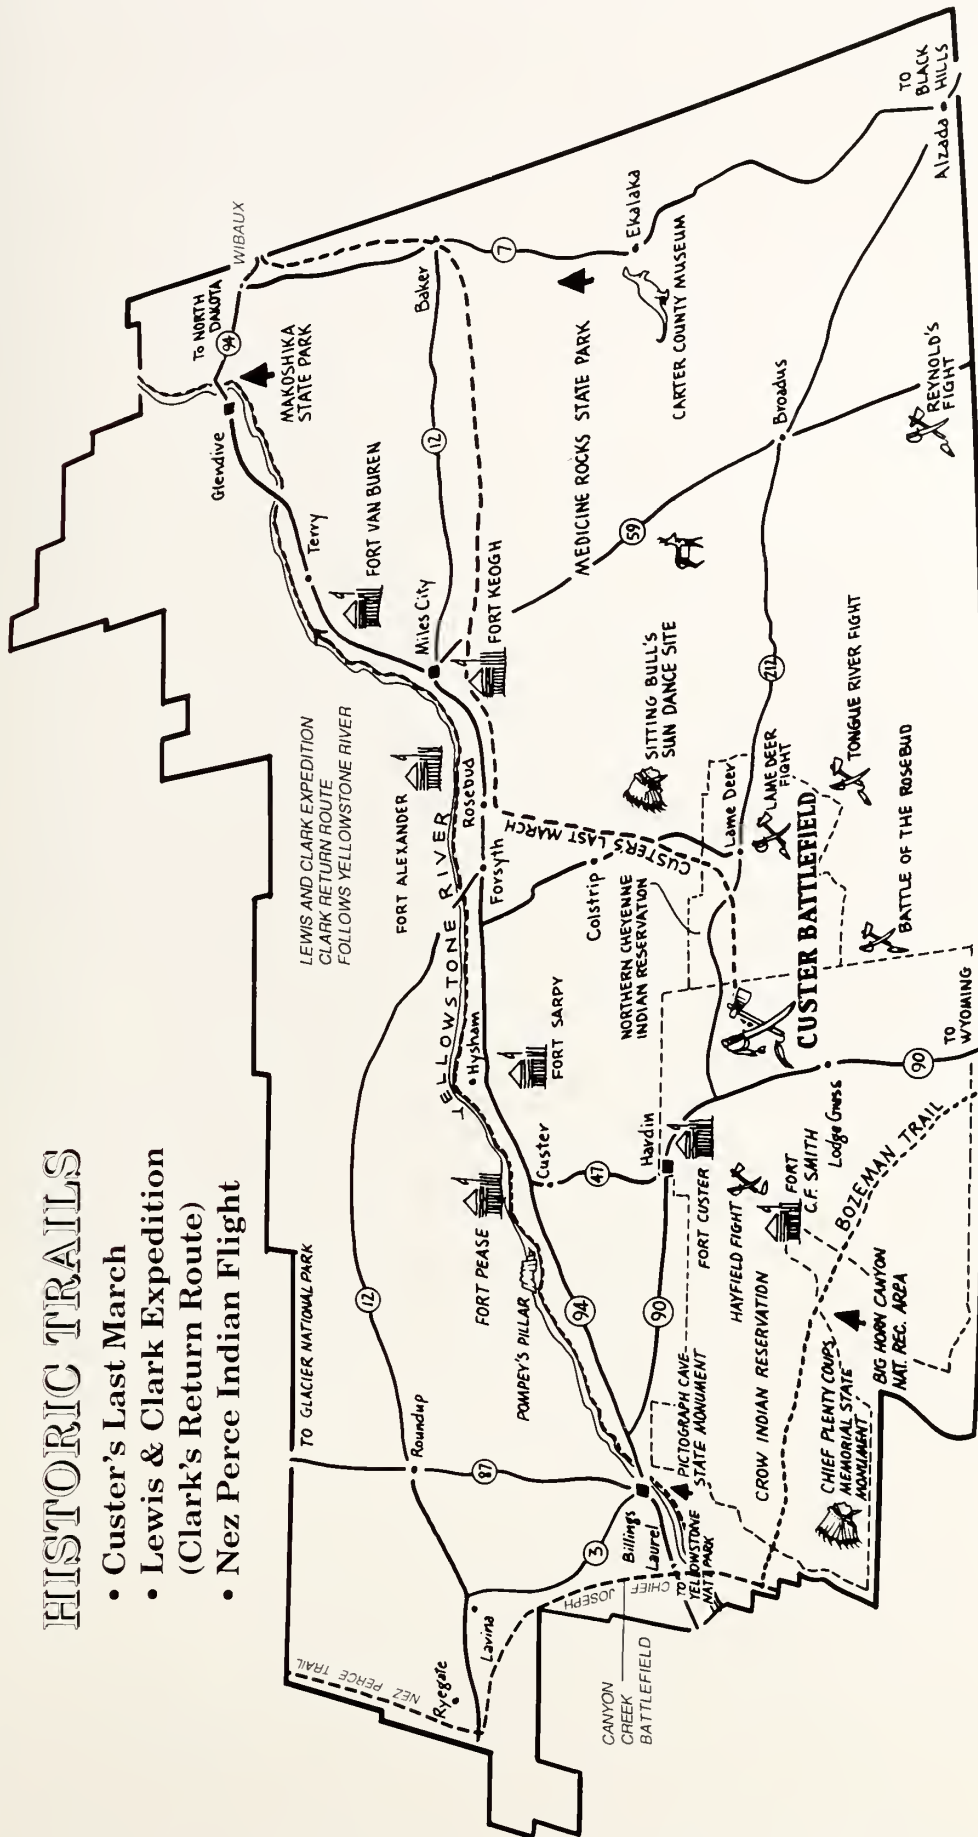 HISTORIC TRAILS
• Custer's Last March
• Lewis & Clark Expedition
(Clark's Return Route)
• Nez Perce Indian Flight
TO GLACIER NATIONAL PARK
NEZ PERCE TRAIL
Ryegate
Lavina
Roundup
12
87
3
CHIEF
JOSEPH
CANYON
CREEK
BATTLEFIELD
Billings
Laurel
TO
YELLOWSTONE
NAT'L PARK
PICTOGRAPH CAVE
STATE MONUMENT
POMPEY'S PILLAR
94
90
FORT PEASE
Custer
47
Hardin
FORT CUSTER
HAYFIELD FIGHT
CROW INDIAN RESERVATION
FORT
C.F. SMITH
CHIEF PLENTY COUPS
MEMORIAL STATE
MONUMENT
BIG HORN CANYON
NAT. REC. AREA
BOZEMAN TRAIL
Lodge Grass
90
TO
WYOMING
YELLOWSTONE RIVER
Hysham
FORT SARPY
LEWIS AND CLARK EXPEDITION
CLARK RETURN ROUTE
FOLLOWS YELLOWSTONE RIVER
FORT ALEXANDER
Rosebud
Forsyth
CUSTER'S LAST MARCH
Colstrip
NORTHERN CHEYENNE
INDIAN RESERVATION
Lame Deer
LAME DEER
FIGHT
CUSTER BATTLEFIELD
BATTLE OF THE ROSEBUD
TONGUE RIVER FIGHT
SITTING BULL'S
SUN DANCE SITE
212
FORT KEOGH
Miles City
FORT VAN BUREN
Terry
Glendive
MAKOSHIKA
STATE PARK
94
TO NORTH
DAKOTA
WIBAUX
Baker
12
7
MEDICINE ROCKS STATE PARK
59
Ekalaka
CARTER COUNTY MUSEUM
Broadus
REYNOLD'S
FIGHT
Alzada
TO
BLACK
HILLS